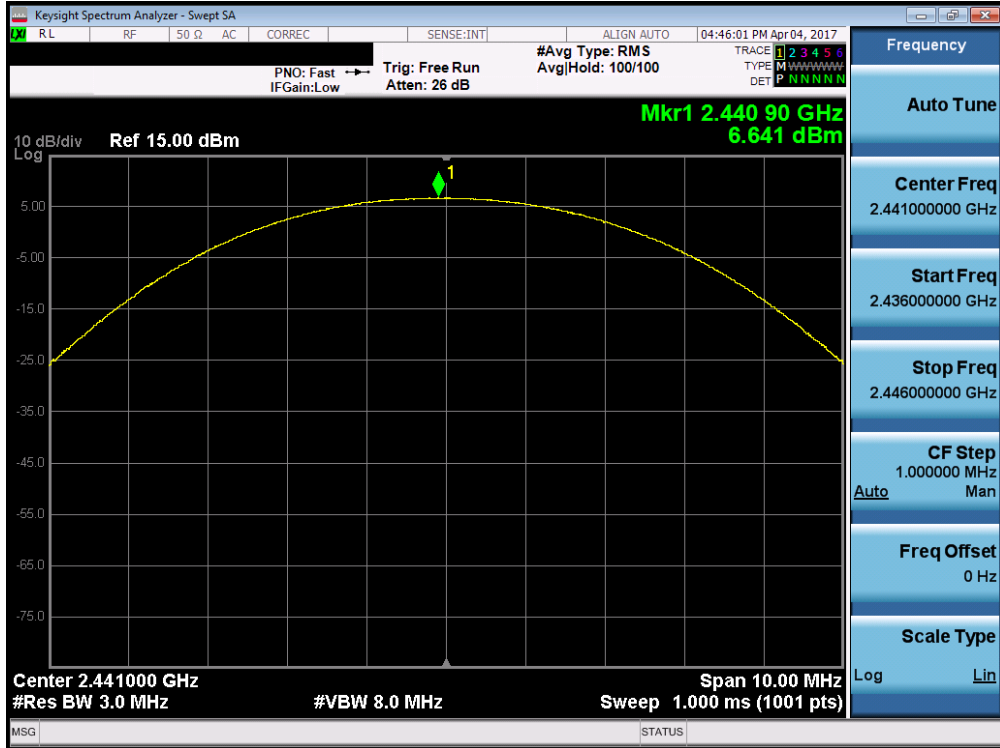 Keysight Spectrum Analyzer - Swept SA
LXI RL RF 50 Ω AC CORREC SENSE:INT ALIGN AUTO 04:46:01 PM Apr 04, 2017
PNO: Fast Trig: Free Run #Avg Type: RMS TRACE 1 2 3 4 5 6
IFGain:Low Atten: 26 dB Avg|Hold: 100/100 TYPE M WWWWW
DET P N N N N N
Mkr1 2.440 90 GHz
6.641 dBm
10 dB/div Ref 15.00 dBm
Log
1
5.00
-5.00
-15.0
-25.0
-35.0
-45.0
-55.0
-65.0
-75.0
Center 2.441000 GHz Span 10.00 MHz
#Res BW 3.0 MHz #VBW 8.0 MHz Sweep 1.000 ms (1001 pts)
MSG STATUS
Frequency
Auto Tune
Center Freq
2.441000000 GHz
Start Freq
2.436000000 GHz
Stop Freq
2.446000000 GHz
CF Step
1.000000 MHz
Auto Man
Freq Offset
0 Hz
Scale Type
Log Lin